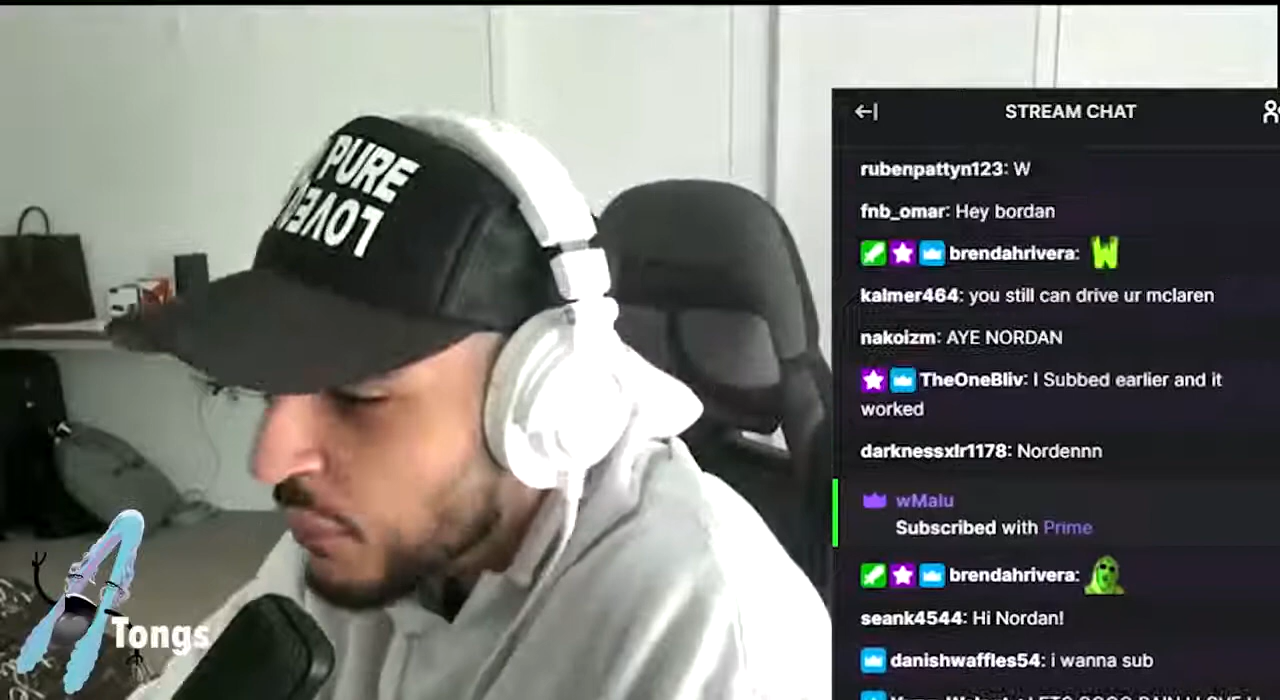 PURE
LOVE
STREAM CHAT
rubenpattyn123: W
fnb_omar: Hey bordan
brendahrivera:
kalmer464: you still can drive ur mclaren
nakoizm: AYE NORDAN
TheOneBliv: I Subbed earlier and it
worked
darknessxlr1178: Nordennn
wMalu
Subscribed with Prime
brendahrivera:
seank4544: Hi Nordan!
danishwaffles54: i wanna sub
Tongs